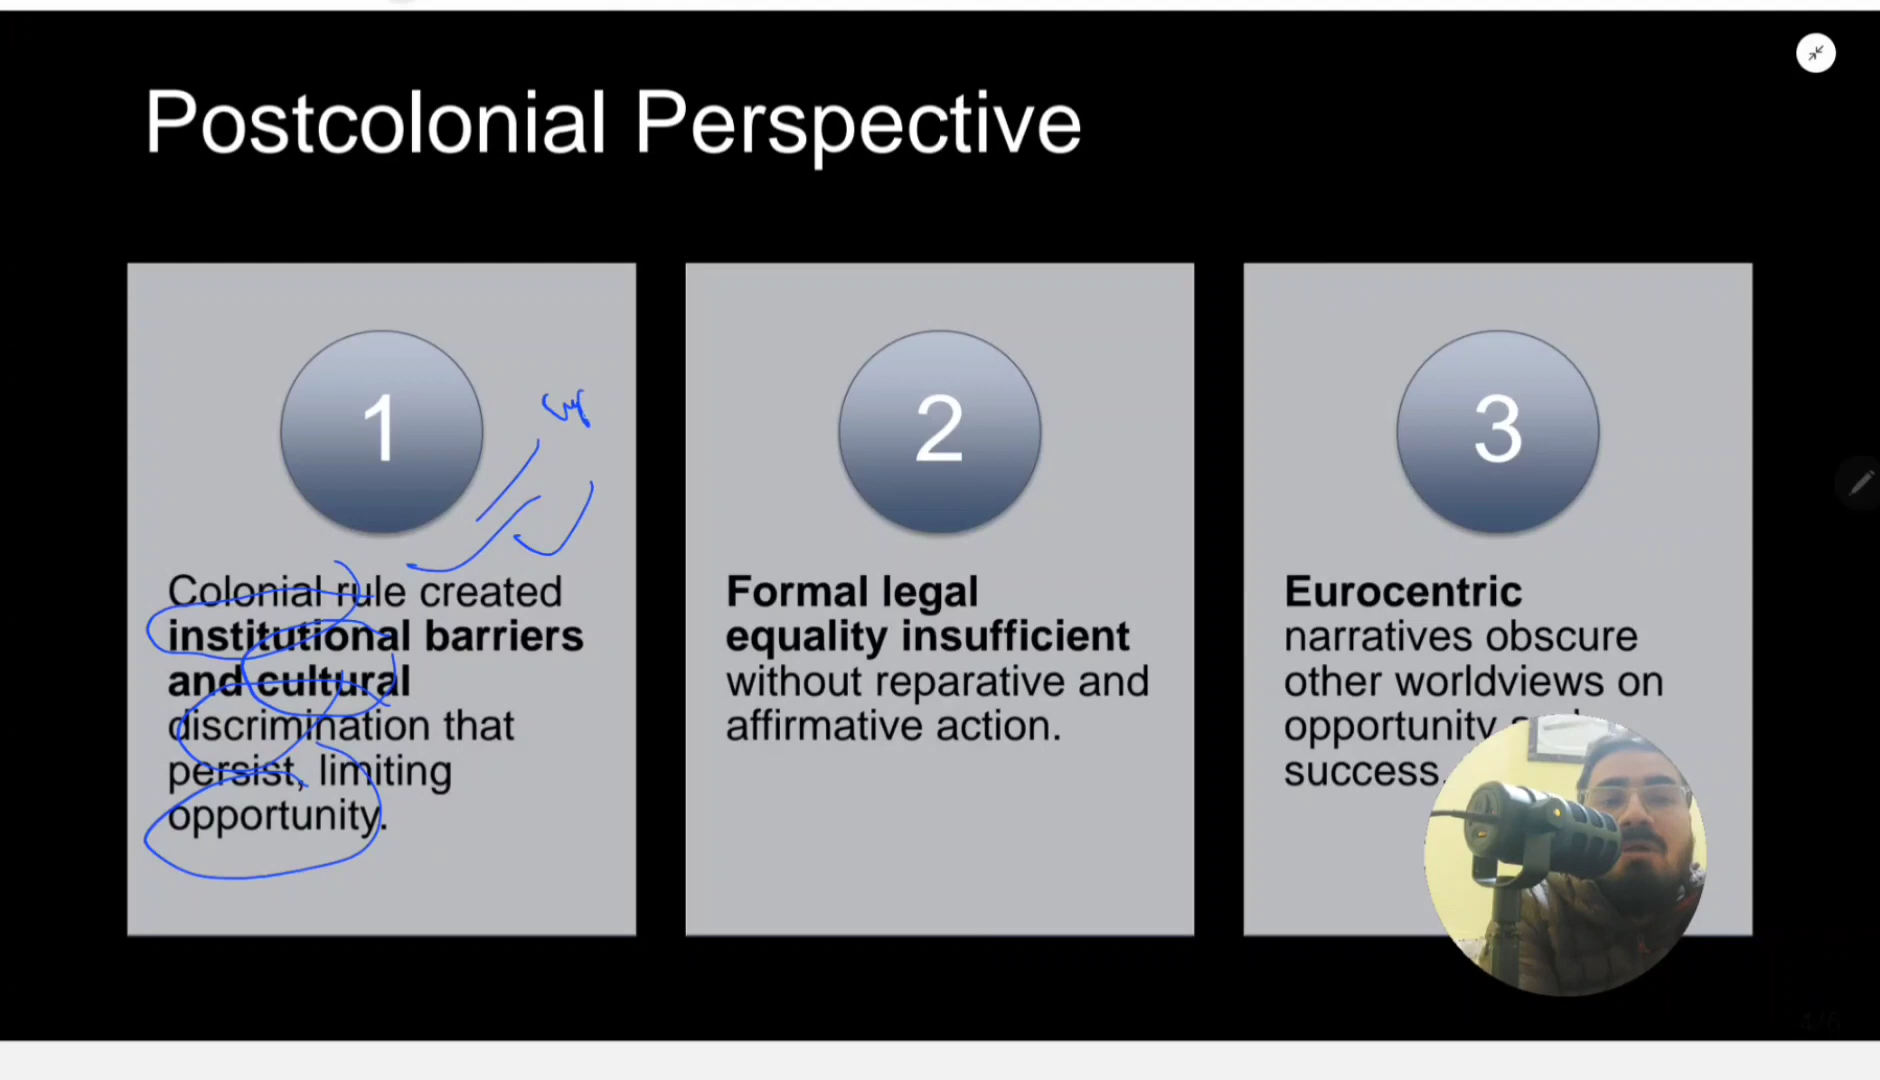 Postcolonial Perspective
1
Colonial rule created
institutional barriers
and cultural
discrimination that
persist, limiting
opportunity.
2
Formal legal
equality insufficient
without reparative and
affirmative action.
3
Eurocentric
narratives obscure
other worldviews on
opportunity
success.